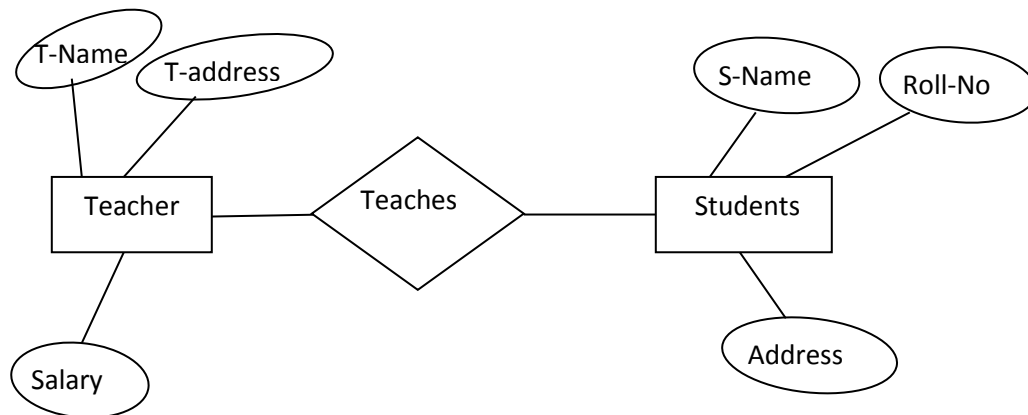 T-Name
T-address
S-Name
Roll-No
Teacher
Teaches
Students
Salary
Address